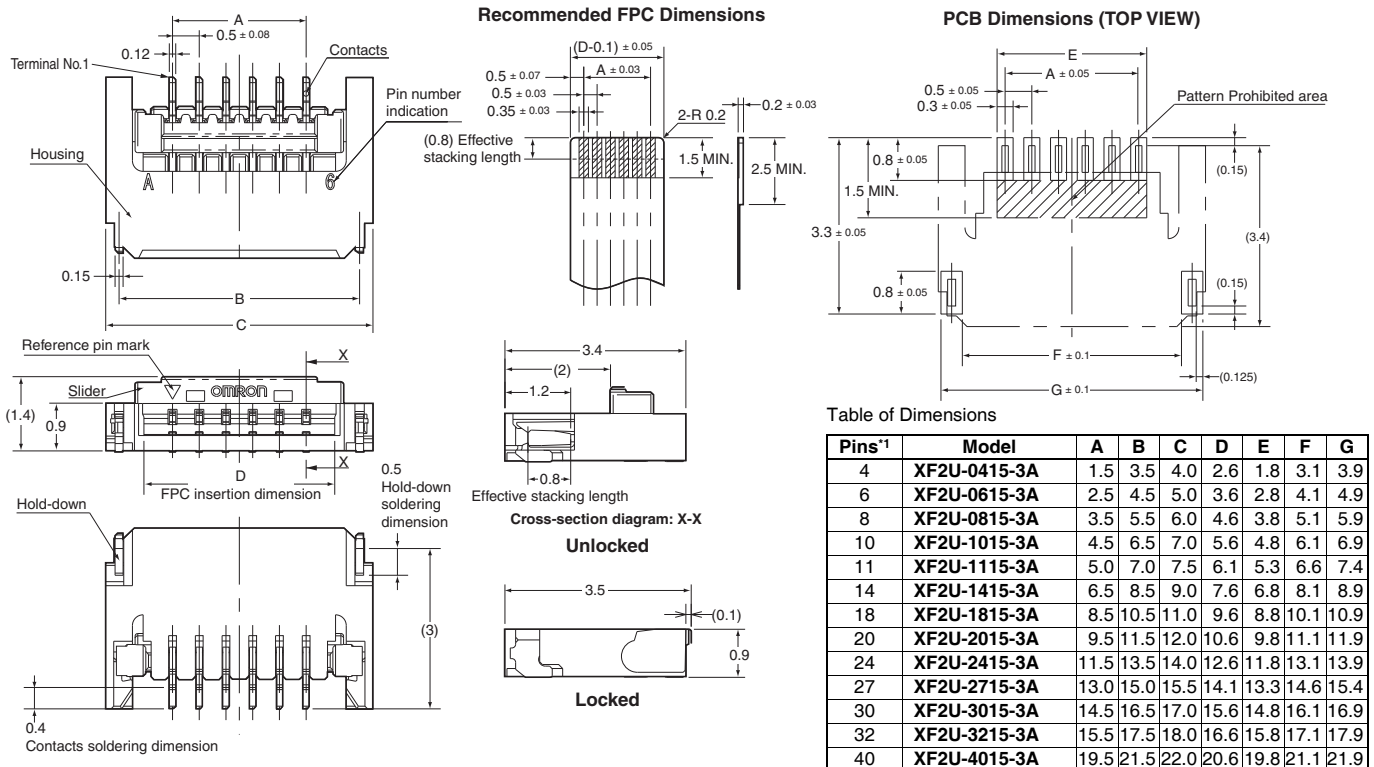 A
0.5 ± 0.08
0.12
Contacts
Terminal No.1
Pin number
indication
Housing
A
6
0.15
B
C
Recommended FPC Dimensions
(D-0.1) ± 0.05
0.5 ± 0.07
A ± 0.03
0.5 ± 0.03
0.35 ± 0.03
0.2 ± 0.03
2-R 0.2
(0.8) Effective
stacking length
1.5 MIN.
2.5 MIN.
PCB Dimensions (TOP VIEW)
E
A ± 0.05
0.5 ± 0.05
0.3 ± 0.05
Pattern Prohibited area
0.8 ± 0.05
(0.15)
1.5 MIN.
3.3 ± 0.05
(3.4)
0.8 ± 0.05
(0.15)
F ± 0.1
(0.125)
G ± 0.1
Reference pin mark
X
Slider
OMRON
(1.4)
0.9
X
D
FPC insertion dimension
3.4
(2)
1.2
0.8
Effective stacking length
Cross-section diagram: X-X
Unlocked
0.5
Hold-down
soldering
dimension
Hold-down
(3)
0.4
Contacts soldering dimension
3.5
(0.1)
0.9
Locked
Table of Dimensions
Pins*1 Model A B C D E F G
4 XF2U-0415-3A 1.5 3.5 4.0 2.6 1.8 3.1 3.9
6 XF2U-0615-3A 2.5 4.5 5.0 3.6 2.8 4.1 4.9
8 XF2U-0815-3A 3.5 5.5 6.0 4.6 3.8 5.1 5.9
10 XF2U-1015-3A 4.5 6.5 7.0 5.6 4.8 6.1 6.9
11 XF2U-1115-3A 5.0 7.0 7.5 6.1 5.3 6.6 7.4
14 XF2U-1415-3A 6.5 8.5 9.0 7.6 6.8 8.1 8.9
18 XF2U-1815-3A 8.5 10.5 11.0 9.6 8.8 10.1 10.9
20 XF2U-2015-3A 9.5 11.5 12.0 10.6 9.8 11.1 11.9
24 XF2U-2415-3A 11.5 13.5 14.0 12.6 11.8 13.1 13.9
27 XF2U-2715-3A 13.0 15.0 15.5 14.1 13.3 14.6 15.4
30 XF2U-3015-3A 14.5 16.5 17.0 15.6 14.8 16.1 16.9
32 XF2U-3215-3A 15.5 17.5 18.0 16.6 15.8 17.1 17.9
40 XF2U-4015-3A 19.5 21.5 22.0 20.6 19.8 21.1 21.9